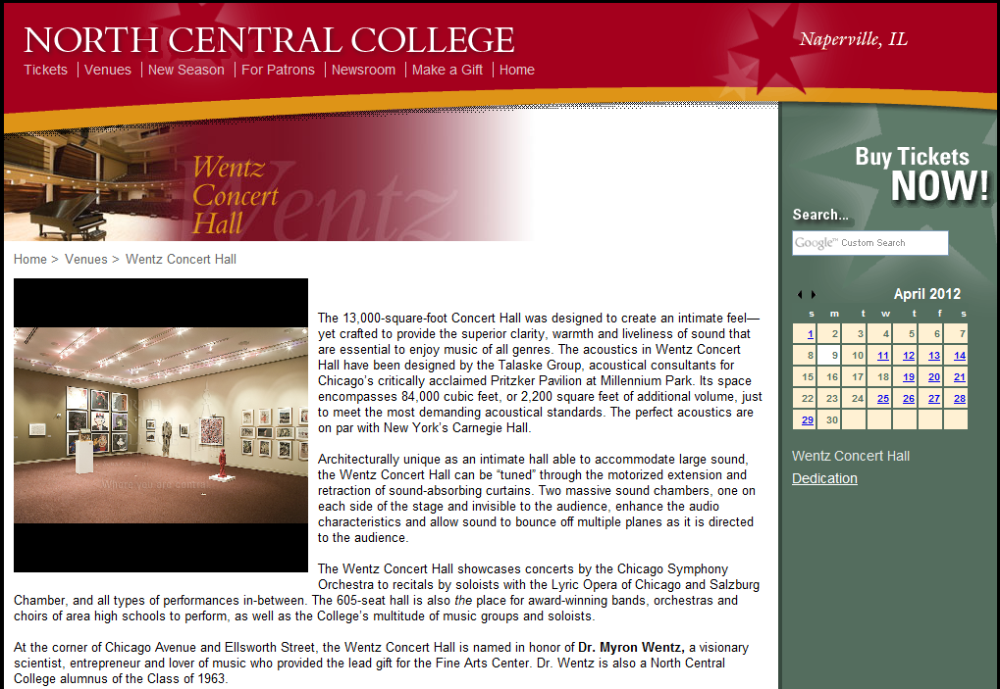 NORTH CENTRAL COLLEGE
Naperville, IL
Tickets | Venues | New Season | For Patrons | Newsroom | Make a Gift | Home
Wentz
Wentz
Concert
Hall
Buy Tickets
NOW!
Search...
Google™ Custom Search
Home > Venues > Wentz Concert Hall
April 2012
s m t w t f s
1 2 3 4 5 6 7
8 9 10 11 12 13 14
15 16 17 18 19 20 21
22 23 24 25 26 27 28
29 30
Wentz Concert Hall
Dedication
Where you are central
The 13,000-square-foot Concert Hall was designed to create an intimate feel—
yet crafted to provide the superior clarity, warmth and liveliness of sound that
are essential to enjoy music of all genres. The acoustics in Wentz Concert
Hall have been designed by the Talaske Group, acoustical consultants for
Chicago's critically acclaimed Pritzker Pavilion at Millennium Park. Its space
encompasses 84,000 cubic feet, or 2,200 square feet of additional volume, just
to meet the most demanding acoustical standards. The perfect acoustics are
on par with New York's Carnegie Hall.
Architecturally unique as an intimate hall able to accommodate large sound,
the Wentz Concert Hall can be “tuned” through the motorized extension and
retraction of sound-absorbing curtains. Two massive sound chambers, one on
each side of the stage and invisible to the audience, enhance the audio
characteristics and allow sound to bounce off multiple planes as it is directed
to the audience.
The Wentz Concert Hall showcases concerts by the Chicago Symphony
Orchestra to recitals by soloists with the Lyric Opera of Chicago and Salzburg
Chamber, and all types of performances in-between. The 605-seat hall is also the place for award-winning bands, orchestras and
choirs of area high schools to perform, as well as the College's multitude of music groups and soloists.
At the corner of Chicago Avenue and Ellsworth Street, the Wentz Concert Hall is named in honor of Dr. Myron Wentz, a visionary
scientist, entrepreneur and lover of music who provided the lead gift for the Fine Arts Center. Dr. Wentz is also a North Central
College alumnus of the Class of 1963.